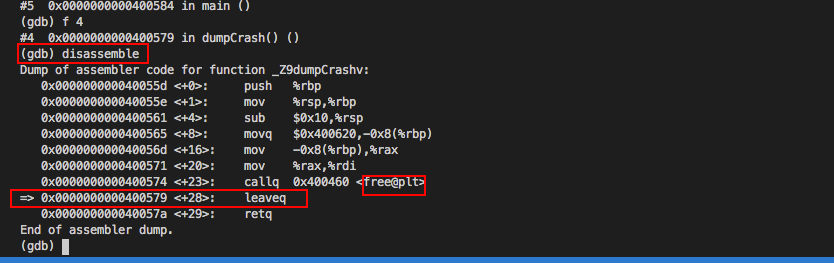 #5  0x0000000000400584 in main ()
(gdb) f 4
#4  0x0000000000400579 in dumpCrash() ()
(gdb) disassemble
Dump of assembler code for function _Z9dumpCrashv:
   0x000000000040055d <+0>:     push   %rbp
   0x000000000040055e <+1>:     mov    %rsp,%rbp
   0x0000000000400561 <+4>:     sub    $0x10,%rsp
   0x0000000000400565 <+8>:     movq   $0x400620,-0x8(%rbp)
   0x000000000040056d <+16>:    mov    -0x8(%rbp),%rax
   0x0000000000400571 <+20>:    mov    %rax,%rdi
   0x0000000000400574 <+23>:    callq  0x400460 <free@plt>
=> 0x0000000000400579 <+28>:    leaveq
   0x000000000040057a <+29>:    retq
End of assembler dump.
(gdb)